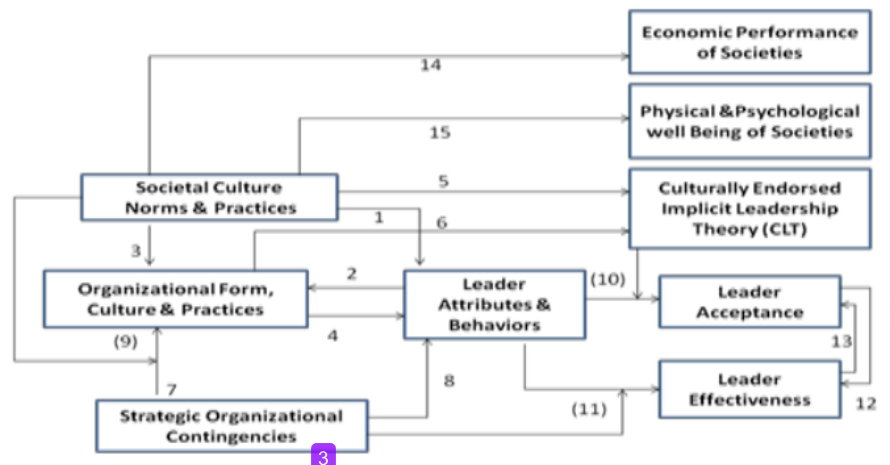 Economic Performance
of Societies
14
Physical &Psychological
well Being of Societies
15
Societal Culture
Norms & Practices
5
Culturally Endorsed
Implicit Leadership
Theory (CLT)
1
6
3
2
(10)
Organizational Form,
Culture & Practices
Leader
Attributes &
Behaviors
Leader
Acceptance
4
(9)
13
7
8
Leader
Effectiveness
(11)
12
Strategic Organizational
Contingencies
3